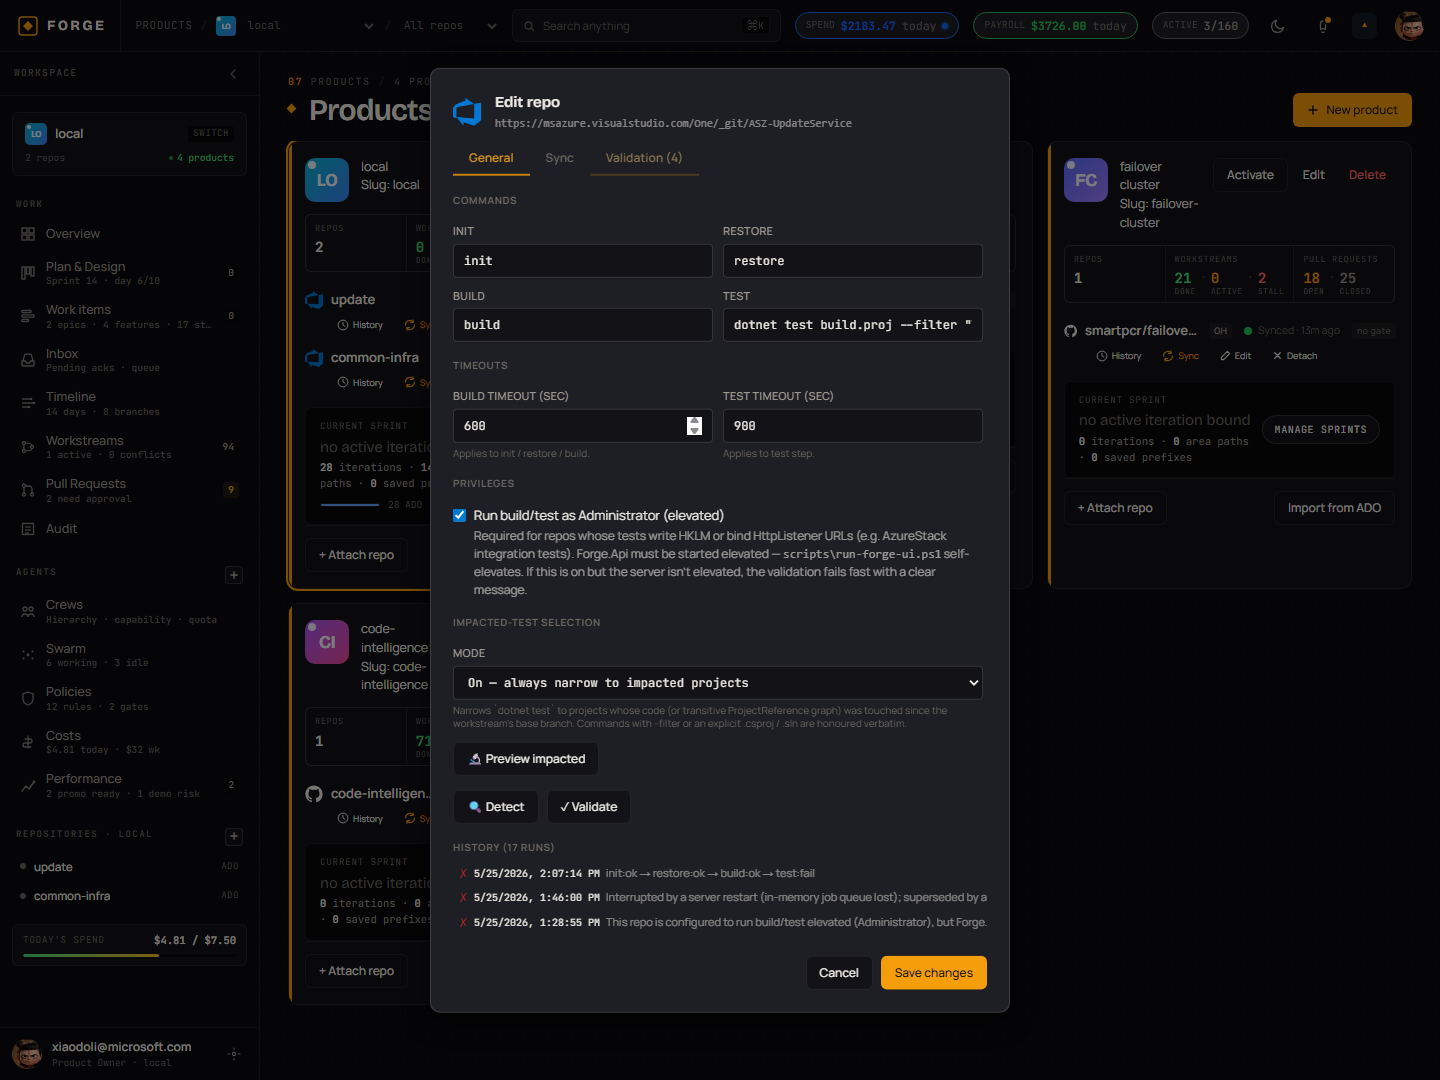 FORGE
PRODUCTS / LO local
All repos
Search anything ⌘K
SPEND $2183.47 today
PAYROLL $3726.00 today
ACTIVE 3/160
WORKSPACE
LO local SWITCH
2 repos 4 products
WORK
Overview
Plan & Design 0
Sprint 14 · day 6/10
Work items 0
2 epics · 4 features · 17 st…
Inbox
Pending acks · queue
Timeline
14 days · 8 branches
Workstreams 94
1 active · 0 conflicts
Pull Requests 9
2 need approval
Audit
AGENTS +
Crews
Hierarchy · capability · quota
Swarm
6 working · 3 idle
Policies
12 rules · 2 gates
Costs
$4.81 today · $32 wk
Performance 2
2 promo ready · 1 demo risk
REPOSITORIES · LOCAL +
update ADO
common-infra ADO
TODAY'S SPEND $4.81 / $7.50
xiaodoli@microsoft.com
Product Owner · local
07 PRODUCTS / 4 PRO
Products
+ New product
LO
local
Slug: local
REPOS
2
WO
0
DON
update
History Sy
common-infra
History Sy
CURRENT SPRINT
no active iteratio
28 iterations · 14
paths · 0 saved p
28 ADO
+ Attach repo
CI
code-
intelligence
Slug: code-
intelligence
REPOS
1
WO
71
DON
code-intelligen…
History Sy
CURRENT SPRINT
no active iteratio
0 iterations · 0 a
· 0 saved prefixes
+ Attach repo
Edit repo
https://msazure.visualstudio.com/One/_git/ASZ-UpdateService
General Sync Validation (4)
COMMANDS
INIT RESTORE
init restore
BUILD TEST
build dotnet test build.proj --filter "
TIMEOUTS
BUILD TIMEOUT (SEC) TEST TIMEOUT (SEC)
600 900
Applies to init / restore / build. Applies to test step.
PRIVILEGES
Run build/test as Administrator (elevated)
Required for repos whose tests write HKLM or bind HttpListener URLs (e.g. AzureStack
integration tests). Forge.Api must be started elevated — scripts\run-forge-ui.ps1 self-
elevates. If this is on but the server isn't elevated, the validation fails fast with a clear
message.
IMPACTED-TEST SELECTION
MODE
On — always narrow to impacted projects
Narrows `dotnet test` to projects whose code (or transitive ProjectReference graph) was touched since the
workstream's base branch. Commands with --filter or an explicit .csproj / .sln are honoured verbatim.
Preview impacted
Detect ✓ Validate
HISTORY (17 RUNS)
✗ 5/25/2026, 2:07:14 PM init:ok → restore:ok → build:ok → test:fail
✗ 5/25/2026, 1:46:00 PM Interrupted by a server restart (in-memory job queue lost); superseded by a
✗ 5/25/2026, 1:28:55 PM This repo is configured to run build/test elevated (Administrator), but Forge.
Cancel Save changes
FC
failover
cluster
Slug: failover-
cluster
Activate Edit Delete
REPOS WORKSTREAMS PULL REQUESTS
1 21 · 0 · 2 18 · 25
DONE ACTIVE STALL OPEN CLOSED
smartpcr/failove… GH Synced · 13m ago no gate
History Sync Edit Detach
CURRENT SPRINT
no active iteration bound
0 iterations · 0 area paths
· 0 saved prefixes
MANAGE SPRINTS
+ Attach repo Import from ADO